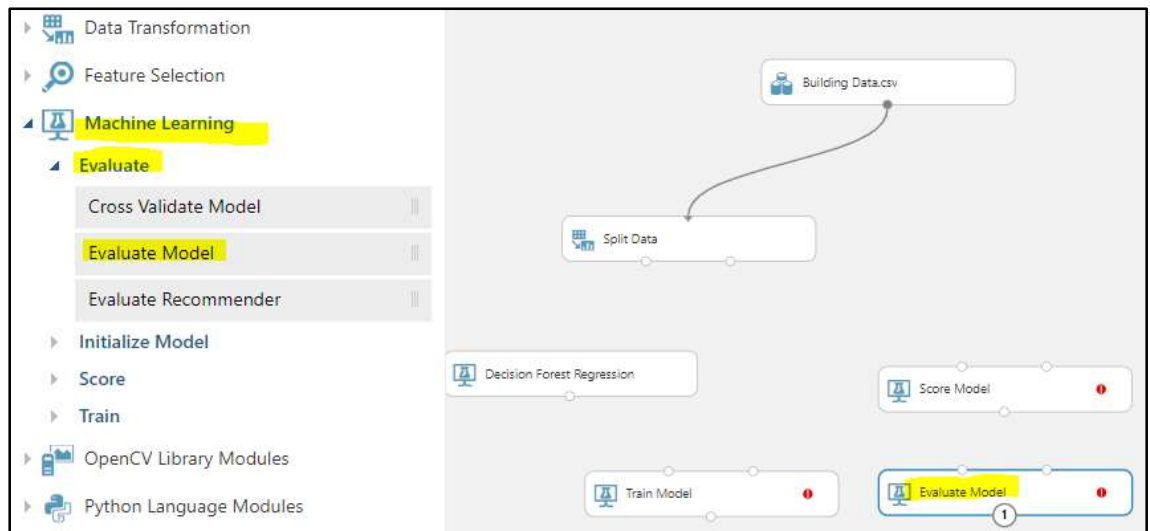 Data Transformation
Feature Selection
Machine Learning
Evaluate
Cross Validate Model
Evaluate Model
Evaluate Recommender
Initialize Model
Score
Train
OpenCV Library Modules
Python Language Modules
Building Data.csv
Split Data
Decision Forest Regression
Score Model
Train Model
Evaluate Model
1